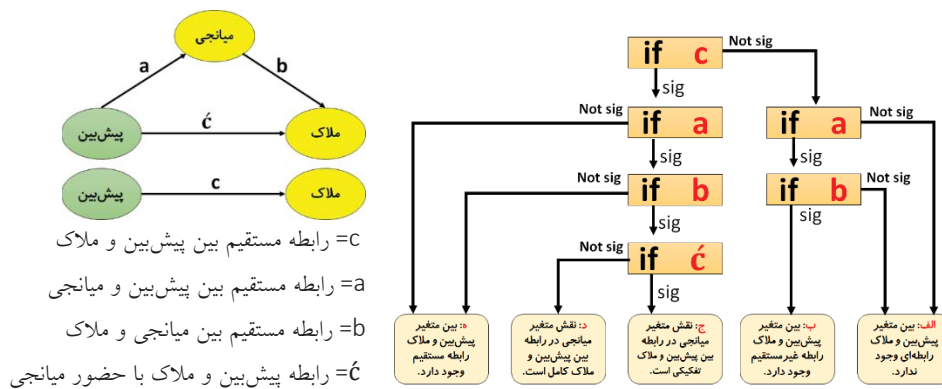 میانجی
a
b
پیش‌بین
ć
ملاک
پیش‌بین
c
ملاک
c= رابطه مستقیم بین پیش‌بین و ملاک
a= رابطه مستقیم بین پیش‌بین و میانجی
b= رابطه مستقیم بین میانجی و ملاک
ć= رابطه پیش‌بین و ملاک با حضور میانجی
if c
Not sig
sig
Not sig
if a
sig
if a
Not sig
sig
Not sig
if b
sig
if b
Not sig
sig
Not sig
if ć
sig
الف: بین متغیر
پیش‌بین و ملاک
رابطه‌ای وجود
ندارد.
ب: بین متغیر
پیش‌بین و ملاک
رابطه غیرمستقیم
وجود دارد.
ج: نقش متغیر
میانجی در رابطه
بین پیش‌بین و ملاک
تفکیکی است.
د: نقش متغیر
میانجی در رابطه
بین پیش‌بین و
ملاک کامل است.
ه: بین متغیر
پیش‌بین و ملاک
رابطه مستقیم
وجود دارد.